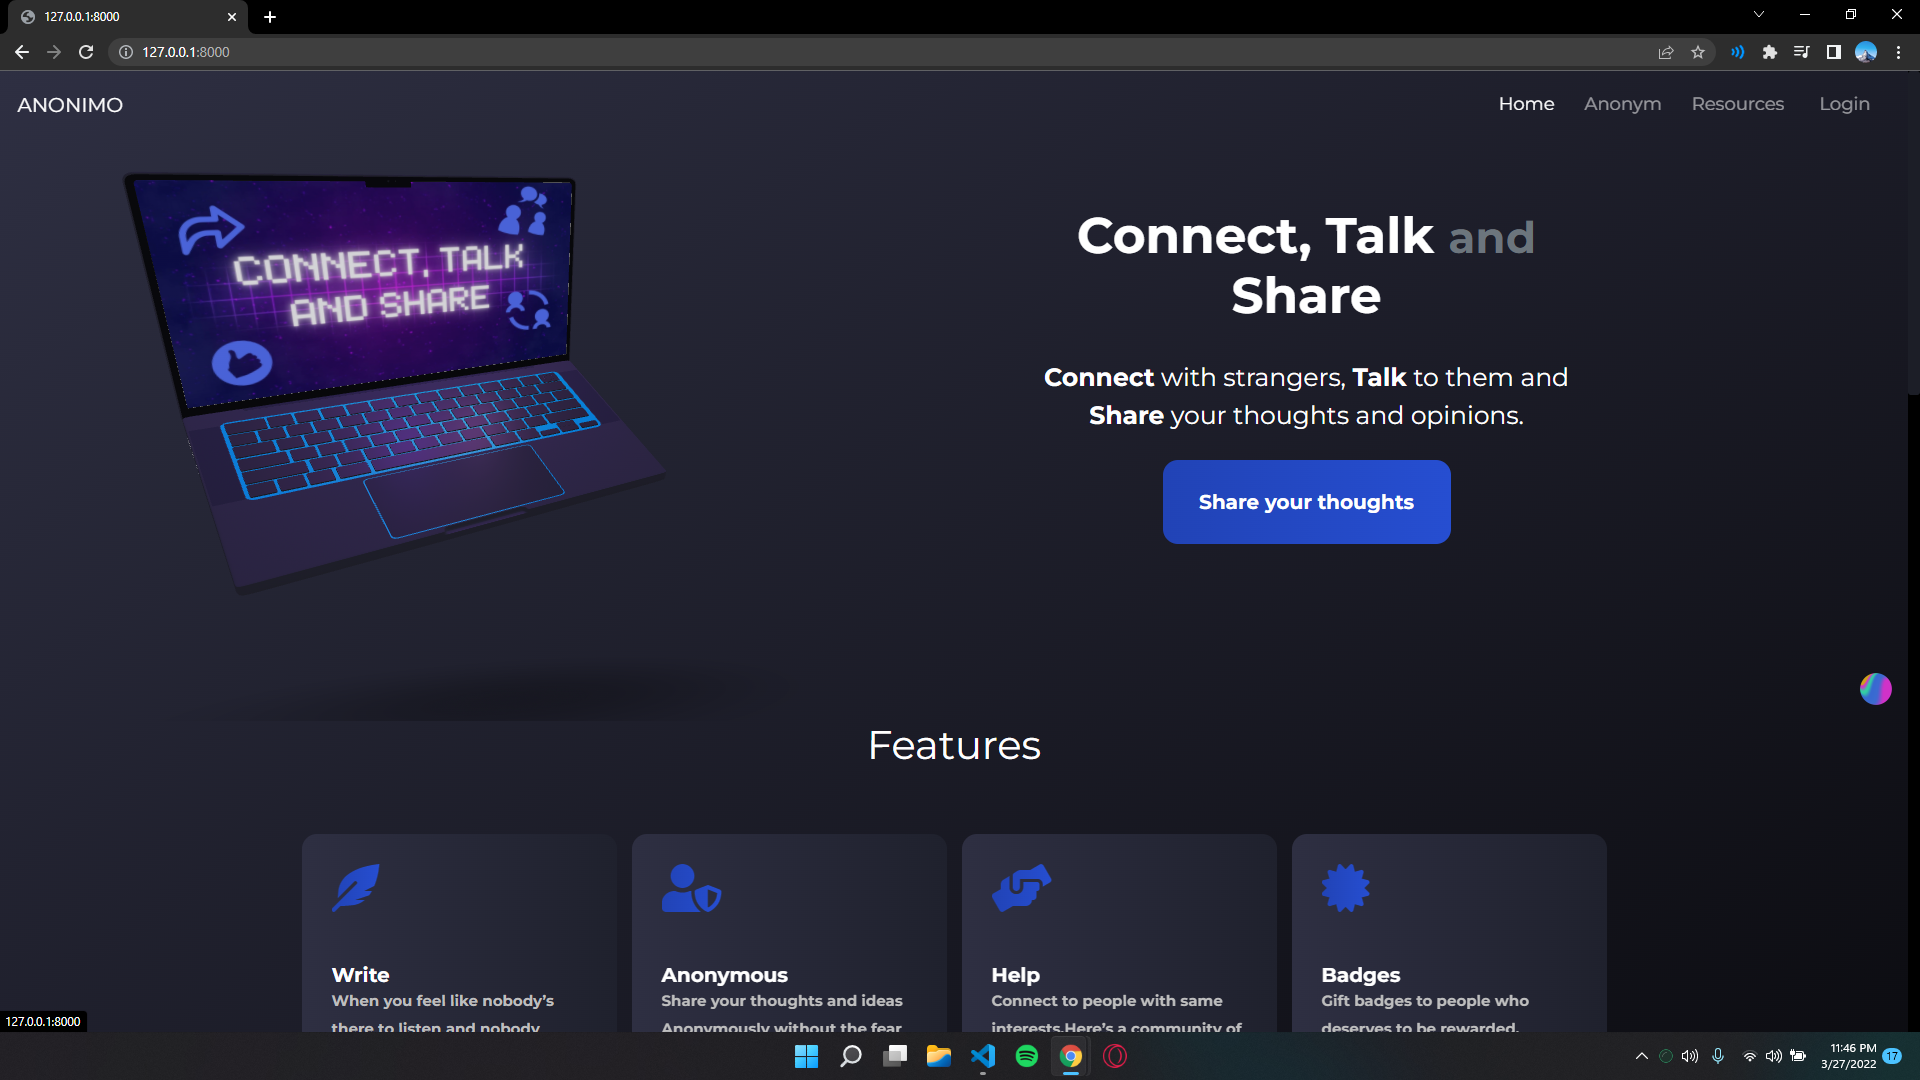 127.0.0.1:8000
127.0.0.1:8000
ANONIMO
Home Anonym Resources Login
CONNECT, TALK
AND SHARE
Connect, Talk and
Share
Connect with strangers, Talk to them and
Share your thoughts and opinions.
Share your thoughts
Features
Write
When you feel like nobody's
there to listen and nobody
Anonymous
Share your thoughts and ideas
Anonymously without the fear
Help
Connect to people with same
interests.Here's a community of
Badges
Gift badges to people who
deserves to be rewarded.
127.0.0.1:8000
11:46 PM
3/27/2022
17